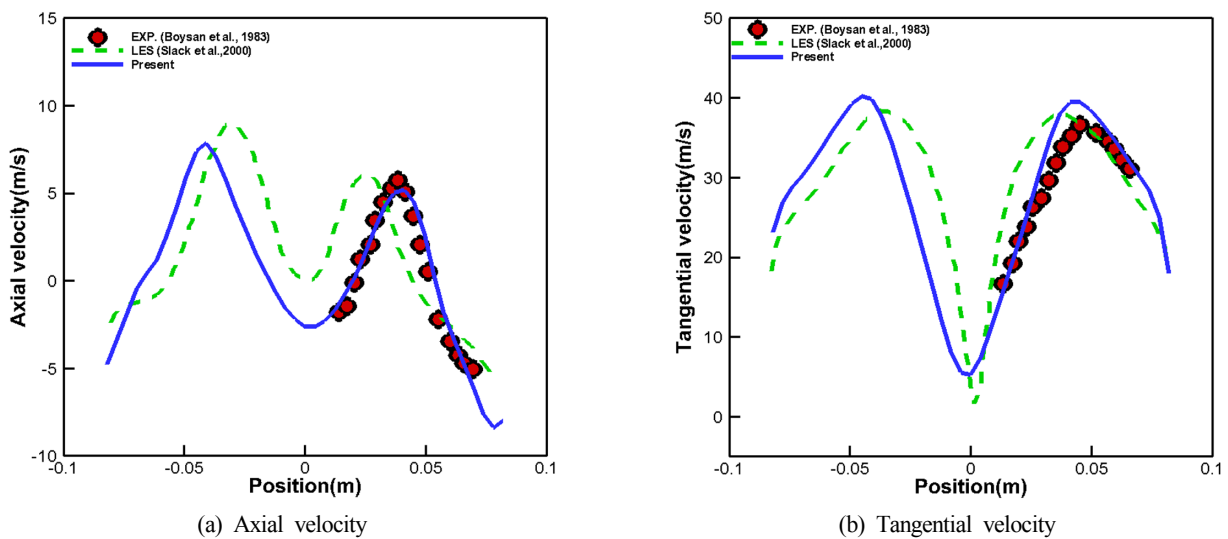 15
10
5
0
-5
-10
-0.1
-0.05
0
0.05
0.1
Axial velocity(m/s)
Position(m)
EXP. (Boysan et al., 1983)
LES (Slack et al.,2000)
Present
(a) Axial velocity
50
40
30
20
10
0
-0.1
-0.05
0
0.05
0.1
Tangential velocity(m/s)
Position(m)
EXP. (Boysan et al., 1983)
LES (Slack et al.,2000)
Present
(b) Tangential velocity